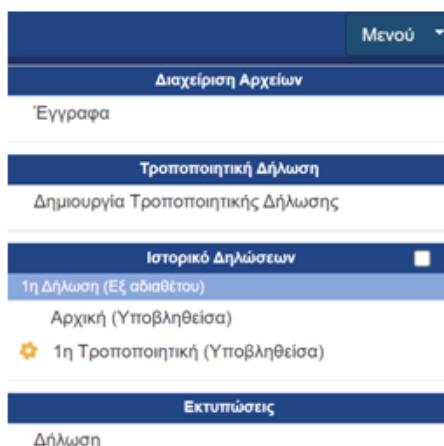 Μενού
Διαχείριση Αρχείων
Έγγραφα
Τροποποιητική Δήλωση
Δημιουργία Τροποποιητικής Δήλωσης
Ιστορικό Δηλώσεων
1η Δήλωση (Εξ αδιαθέτου)
Αρχική (Υποβληθείσα)
1η Τροποποιητική (Υποβληθείσα)
Εκτυπώσεις
Δήλωση